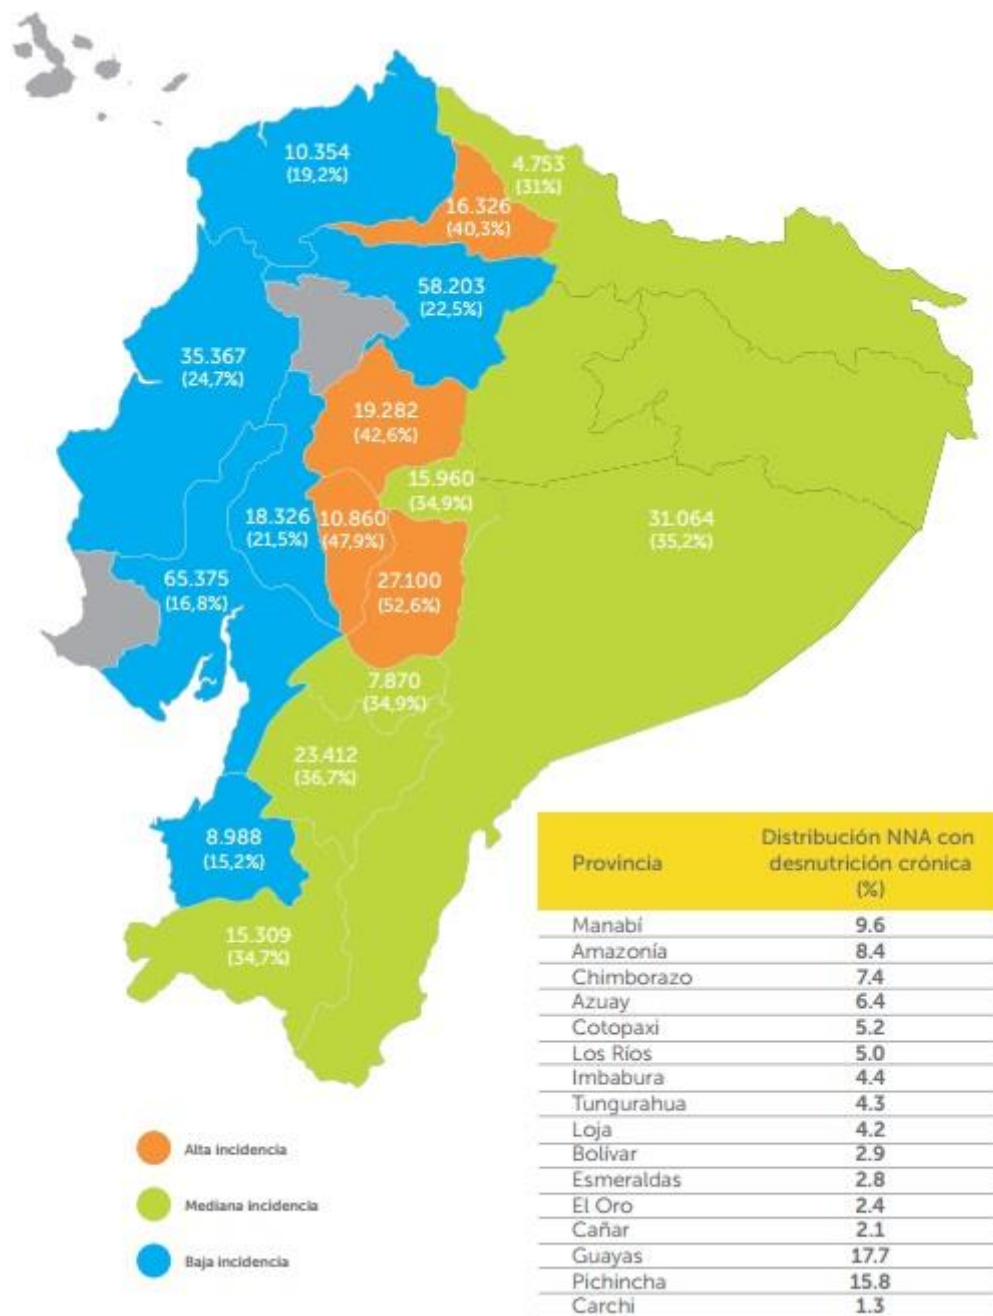 10.354
(19,2%)
4.753
(31%)
16.326
(40,3%)
58.203
(22,5%)
35.367
(24,7%)
19.282
(42,6%)
15.960
(34,9%)
18.326
(21,5%)
10.860
(47,9%)
31.064
(35,2%)
65.375
(16,8%)
27.100
(52,6%)
7.870
(34,9%)
23.412
(36,7%)
8.988
(15,2%)
15.309
(34,7%)
Alta incidencia
Mediana incidencia
Baja incidencia
Provincia Distribución NNA con
desnutrición crónica
(%)
Manabí 9.6
Amazonía 8.4
Chimborazo 7.4
Azuay 6.4
Cotopaxi 5.2
Los Ríos 5.0
Imbabura 4.4
Tungurahua 4.3
Loja 4.2
Bolívar 2.9
Esmeraldas 2.8
El Oro 2.4
Cañar 2.1
Guayas 17.7
Pichincha 15.8
Carchi 1.3